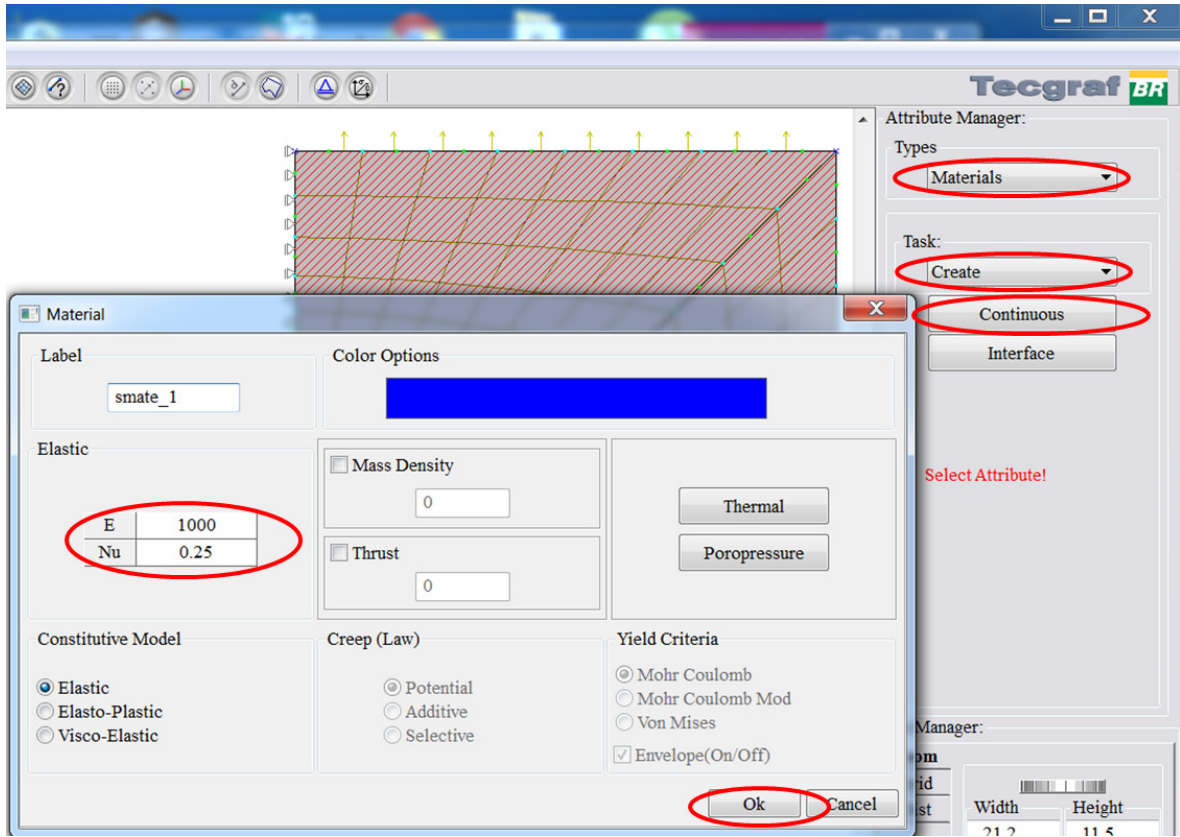 X
Tecgraf BR
Attribute Manager:
Types
Materials
Task:
Create
Continuous
Interface
Select Attribute!
Material
X
Label
smate_1
Color Options
Elastic
E 1000
Nu 0.25
Mass Density
0
Thrust
0
Thermal
Poropressure
Constitutive Model
Elastic
Elasto-Plastic
Visco-Elastic
Creep (Law)
Potential
Additive
Selective
Yield Criteria
Mohr Coulomb
Mohr Coulomb Mod
Von Mises
Envelope(On/Off)
Ok Cancel
Manager:
Width Height
21.2 11.5